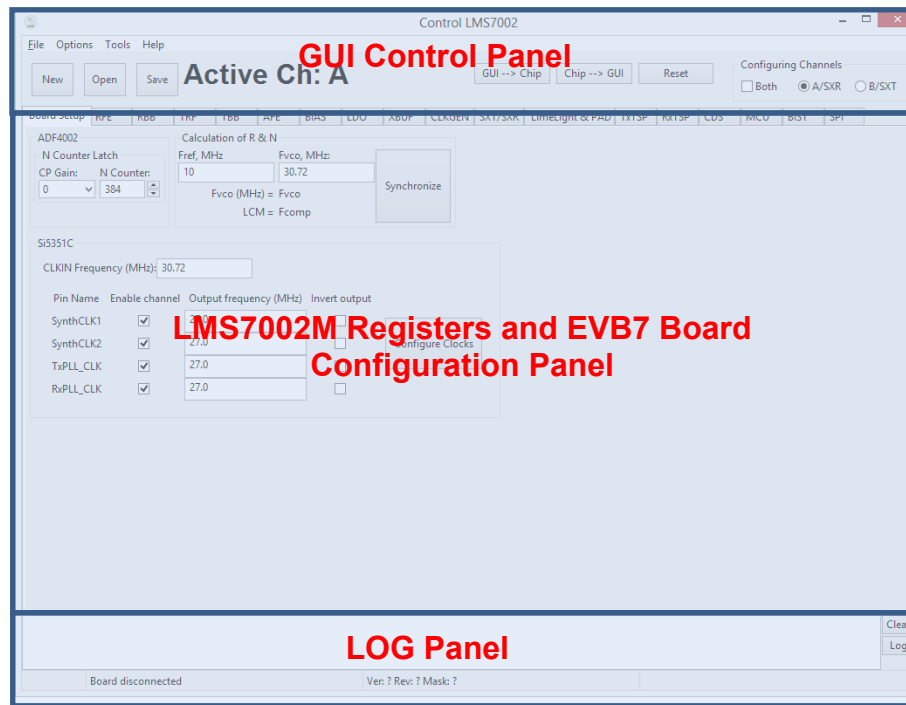 Control LMS7002
File Options Tools Help
GUI Control Panel
New Open Save Active Ch: A GUI--> Chip Chip --> GUI Reset
Configuring Channels
Both A/SXR B/SXT
Board Setup RFE RBB TRF TBB AFE BIAS LDO XBUF CLKGEN SXT/SXR LimeLight & PAD TxTSP RxTSP CDS MCU BIST SPI
ADF4002 Calculation of R & N
N Counter Latch Fref, MHz Fvco, MHz:
CP Gain: N Counter: 10 30.72
0 384 Synchronize
Fvco (MHz) = Fvco
LCM = Fcomp
Si5351C
CLKIN Frequency (MHz): 30.72
Pin Name Enable channel Output frequency (MHz) Invert output
SynthCLK1
LMS7002M Registers and EVB7 Board
SynthCLK2 27.0 Configure Clocks
Configuration Panel
TxPLL_CLK 27.0
RxPLL_CLK 27.0
LOG Panel
Board disconnected Ver: ? Rev: ? Mask: ?